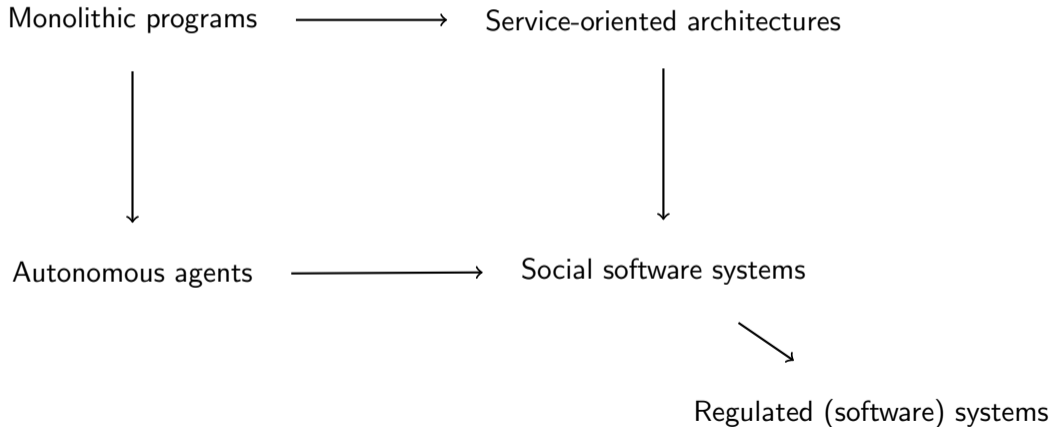 Monolithic programs
Service-oriented architectures
Autonomous agents
Social software systems
Regulated (software) systems